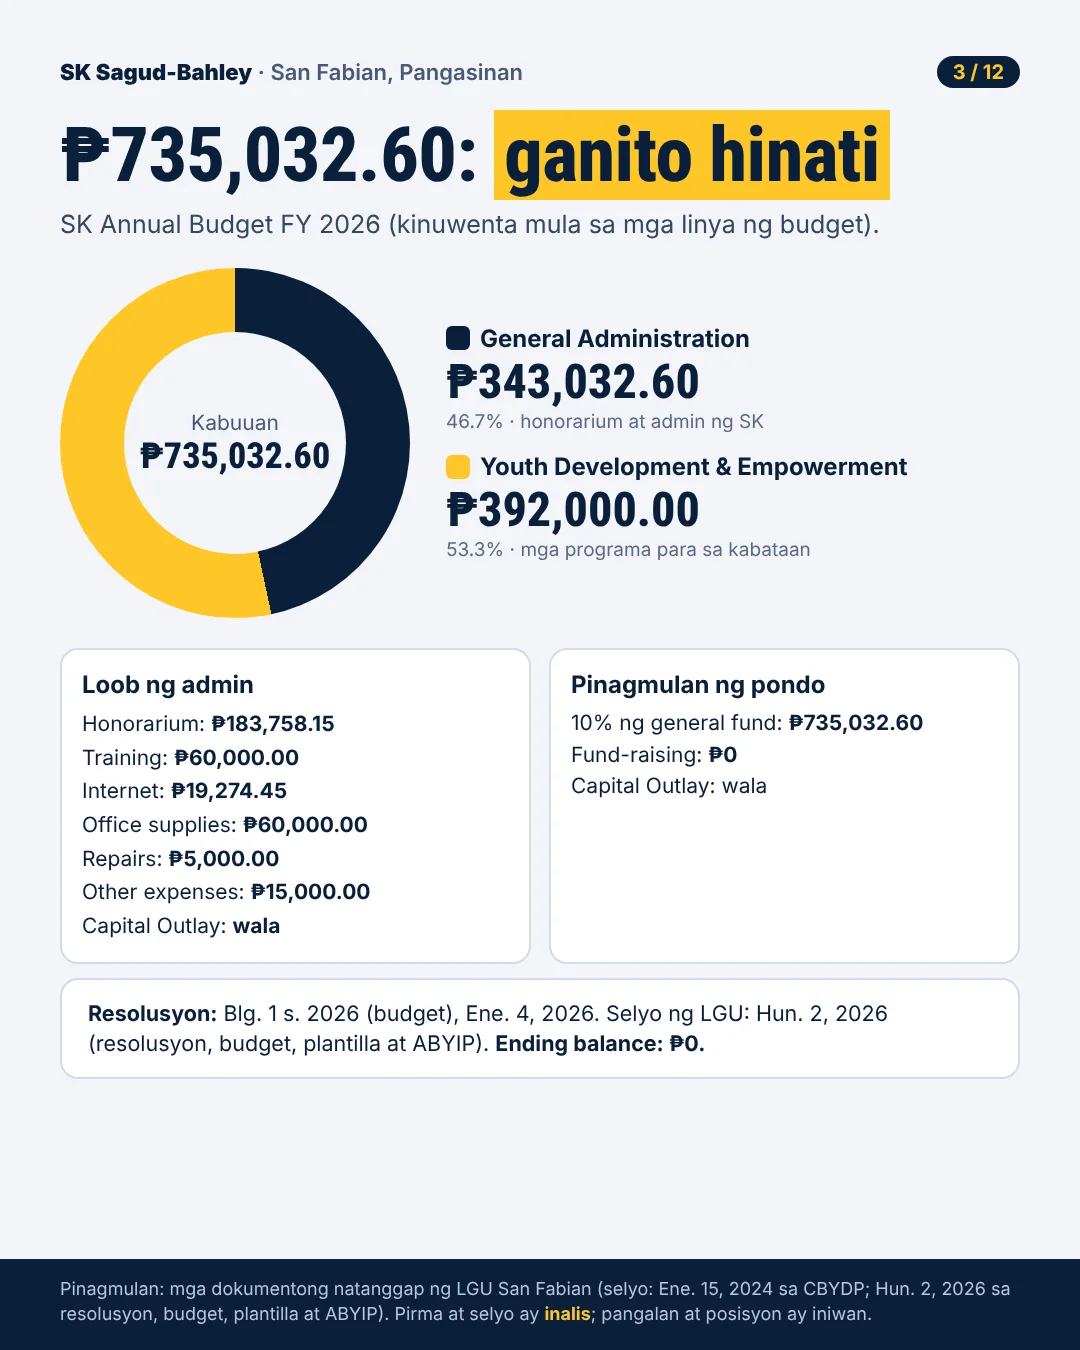 SK Sagud-Bahley · San Fabian, Pangasinan
3 / 12
₱735,032.60: ganito hinati
SK Annual Budget FY 2026 (kinuwenta mula sa mga linya ng budget).
Kabuuan
₱735,032.60
General Administration
₱343,032.60
46.7% · honorarium at admin ng SK
Youth Development & Empowerment
₱392,000.00
53.3% · mga programa para sa kabataan
Loob ng admin
Honorarium: ₱183,758.15
Training: ₱60,000.00
Internet: ₱19,274.45
Office supplies: ₱60,000.00
Repairs: ₱5,000.00
Other expenses: ₱15,000.00
Capital Outlay: wala
Pinagmulan ng pondo
10% ng general fund: ₱735,032.60
Fund-raising: ₱0
Capital Outlay: wala
Resolusyon: Blg. 1 s. 2026 (budget), Ene. 4, 2026. Selyo ng LGU: Hun. 2, 2026
(resolusyon, budget, plantilla at ABYIP). Ending balance: ₱0.
Pinagmulan: mga dokumentong natanggap ng LGU San Fabian (selyo: Ene. 15, 2024 sa CBYDP; Hun. 2, 2026 sa
resolusyon, budget, plantilla at ABYIP). Pirma at selyo ay inalis; pangalan at posisyon ay iniwan.